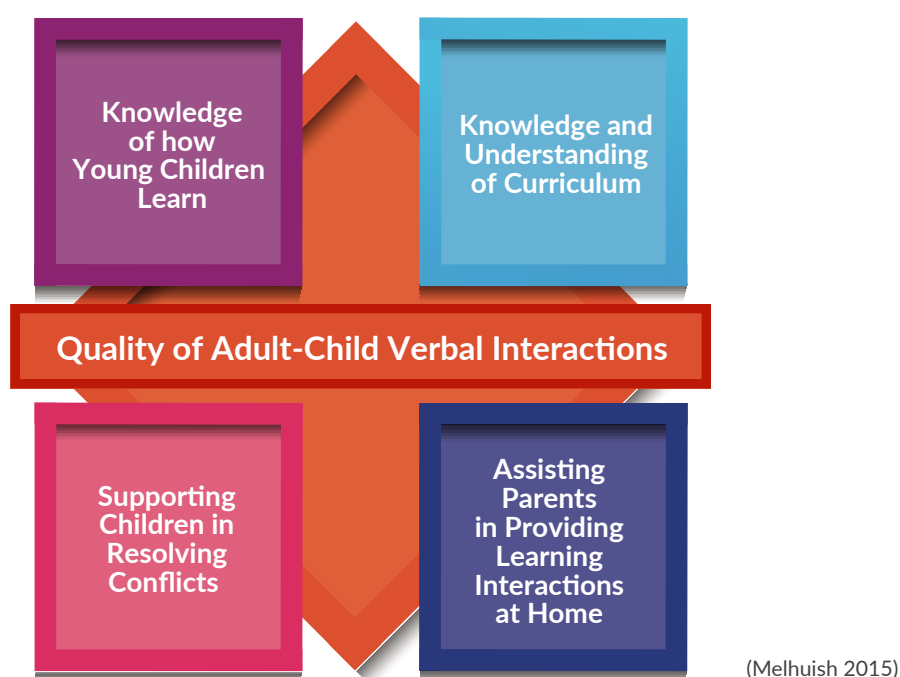 Knowledge
of how
Young Children
Learn
Knowledge and
Understanding
of Curriculum
Quality of Adult-Child Verbal Interactions
Supporting
Children in
Resolving
Conflicts
Assisting
Parents
in Providing
Learning
Interactions
at Home
(Melhuish 2015)